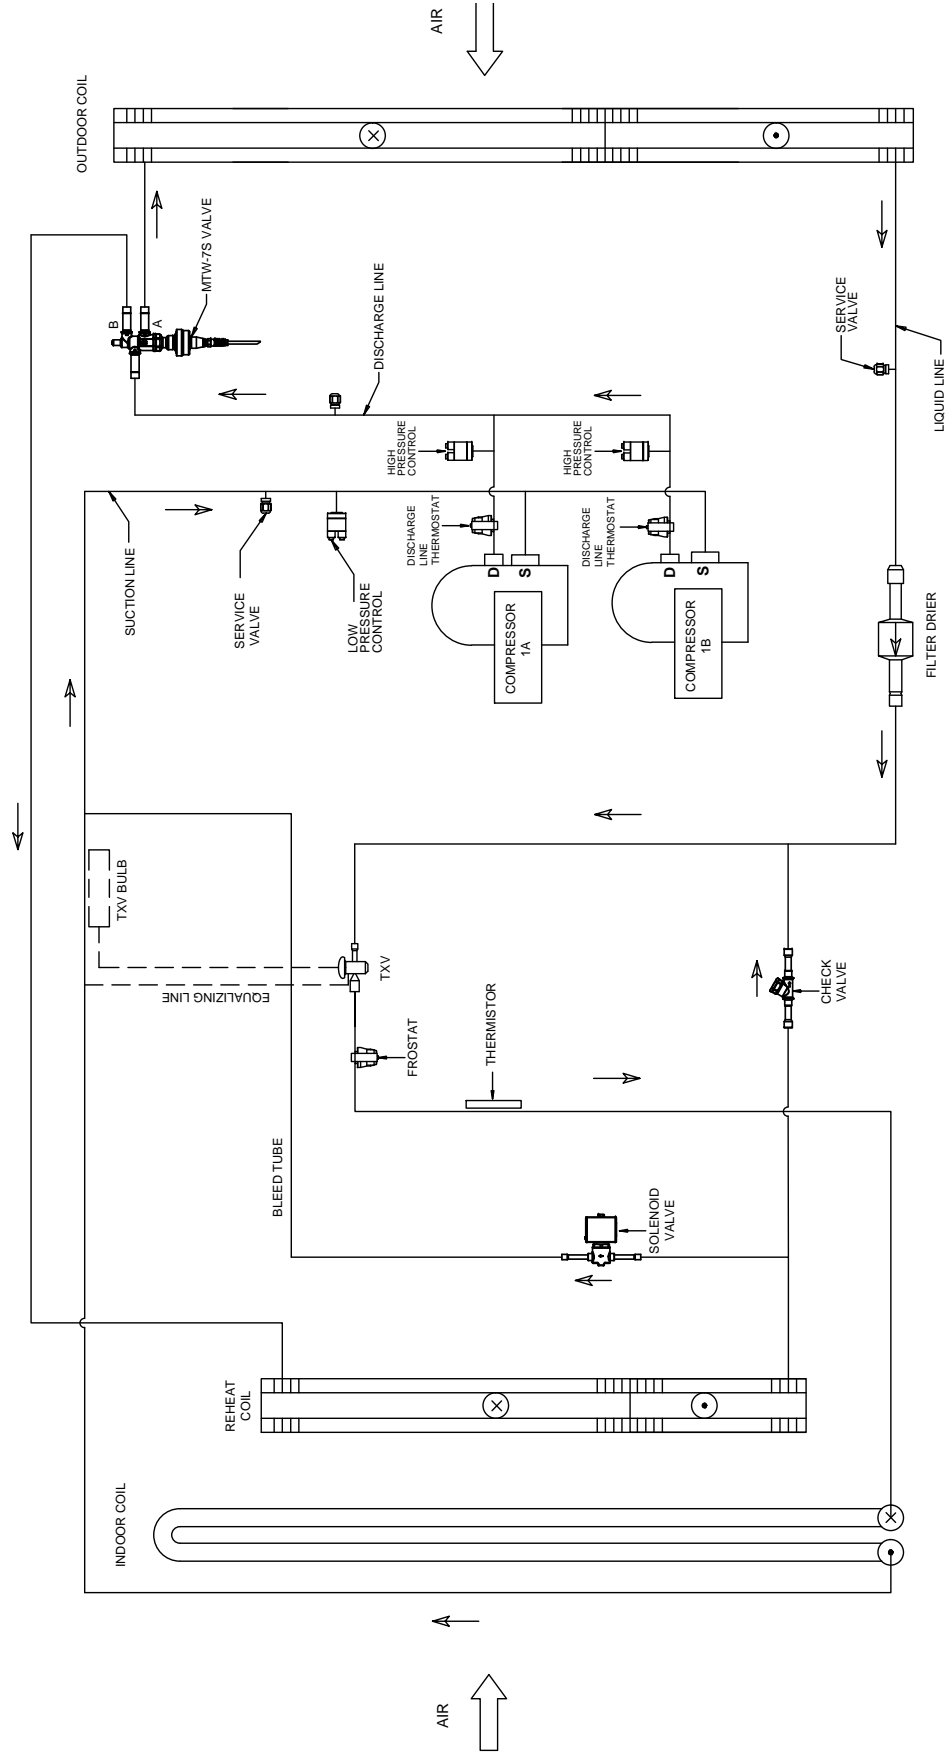 AIR
OUTDOOR COIL
MTW-7S VALVE
B
A
DISCHARGE LINE
SERVICE
VALVE
LIQUID LINE
HIGH
PRESSURE
CONTROL
HIGH
PRESSURE
CONTROL
SUCTION LINE
SERVICE
VALVE
LOW
PRESSURE
CONTROL
DISCHARGE
LINE
THERMOSTAT
DISCHARGE
LINE
THERMOSTAT
D
S
D
S
COMPRESSOR
1A
COMPRESSOR
1B
FILTER DRIER
TXV BULB
EQUALIZING LINE
TXV
FROSTAT
THERMISTOR
CHECK
VALVE
BLEED TUBE
SOLENOID
VALVE
REHEAT
COIL
INDOOR COIL
AIR